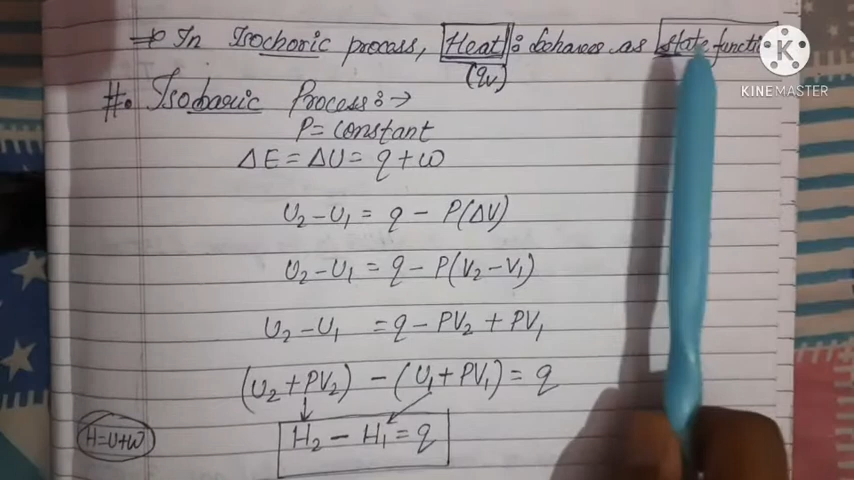 ⇒ In Isochoric process, Heat: behaves as state functi
(qv)
K
KINEMASTER
#. Isobaric Process:→
P = constant
ΔE = ΔU = q + w
U₂ – U₁ = q – P(ΔV)
U₂ – U₁ = q – P(V₂ – V₁)
U₂ – U₁ = q – PV₂ + PV₁
(U₂ + PV₂) – (U₁ + PV₁) = q
H=U+W
H₂ – H₁ = q